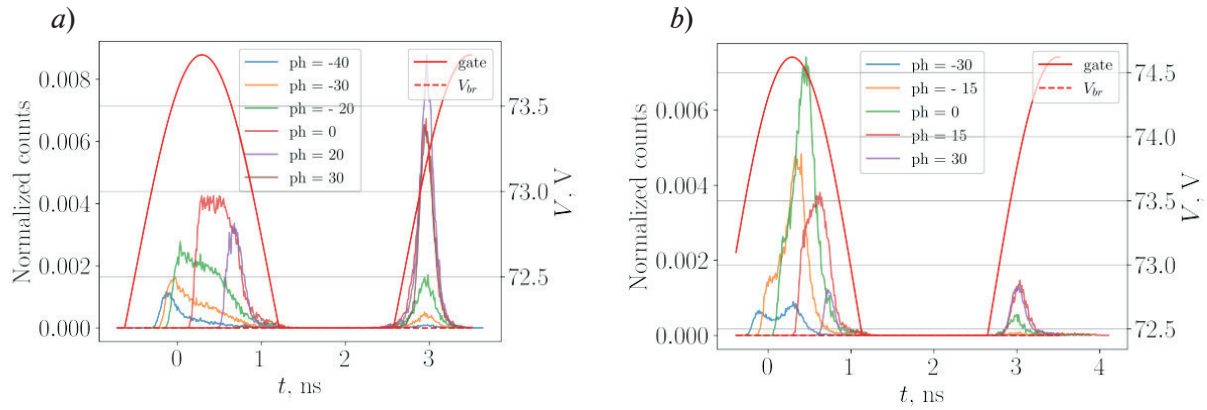 a)
ph = -40
ph = -30
ph = - 20
ph = 0
ph = 20
ph = 30
gate
V_br
0.008
0.006
0.004
0.002
0.000
Normalized counts
73.5
73.0
72.5
V, V
0
1
2
3
t, ns
b)
ph = -30
ph = - 15
ph = 0
ph = 15
ph = 30
gate
V_br
0.006
0.004
0.002
0.000
Normalized counts
74.5
74.0
73.5
73.0
72.5
V, V
0
1
2
3
4
t, ns